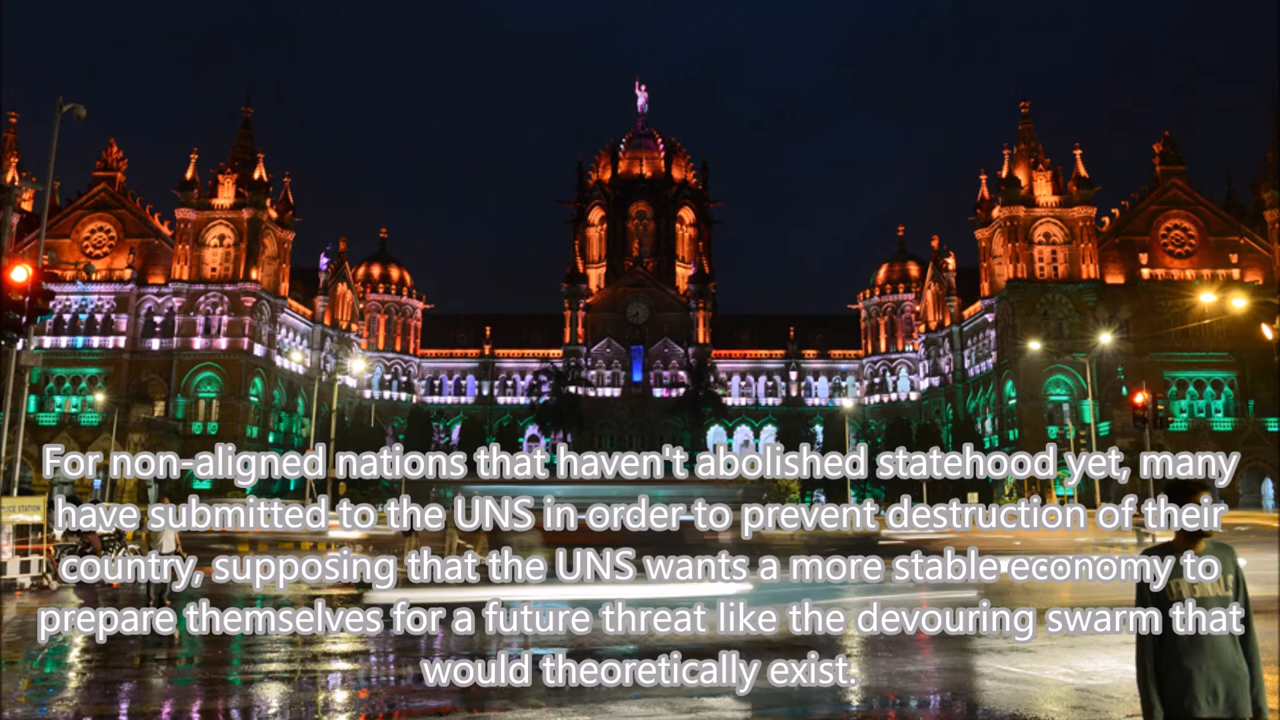 For non-aligned nations that haven't abolished statehood yet, many
have submitted to the UNS in order to prevent destruction of their
country, supposing that the UNS wants a more stable economy to
prepare themselves for a future threat like the devouring swarm that
would theoretically exist.
POLICE STATION